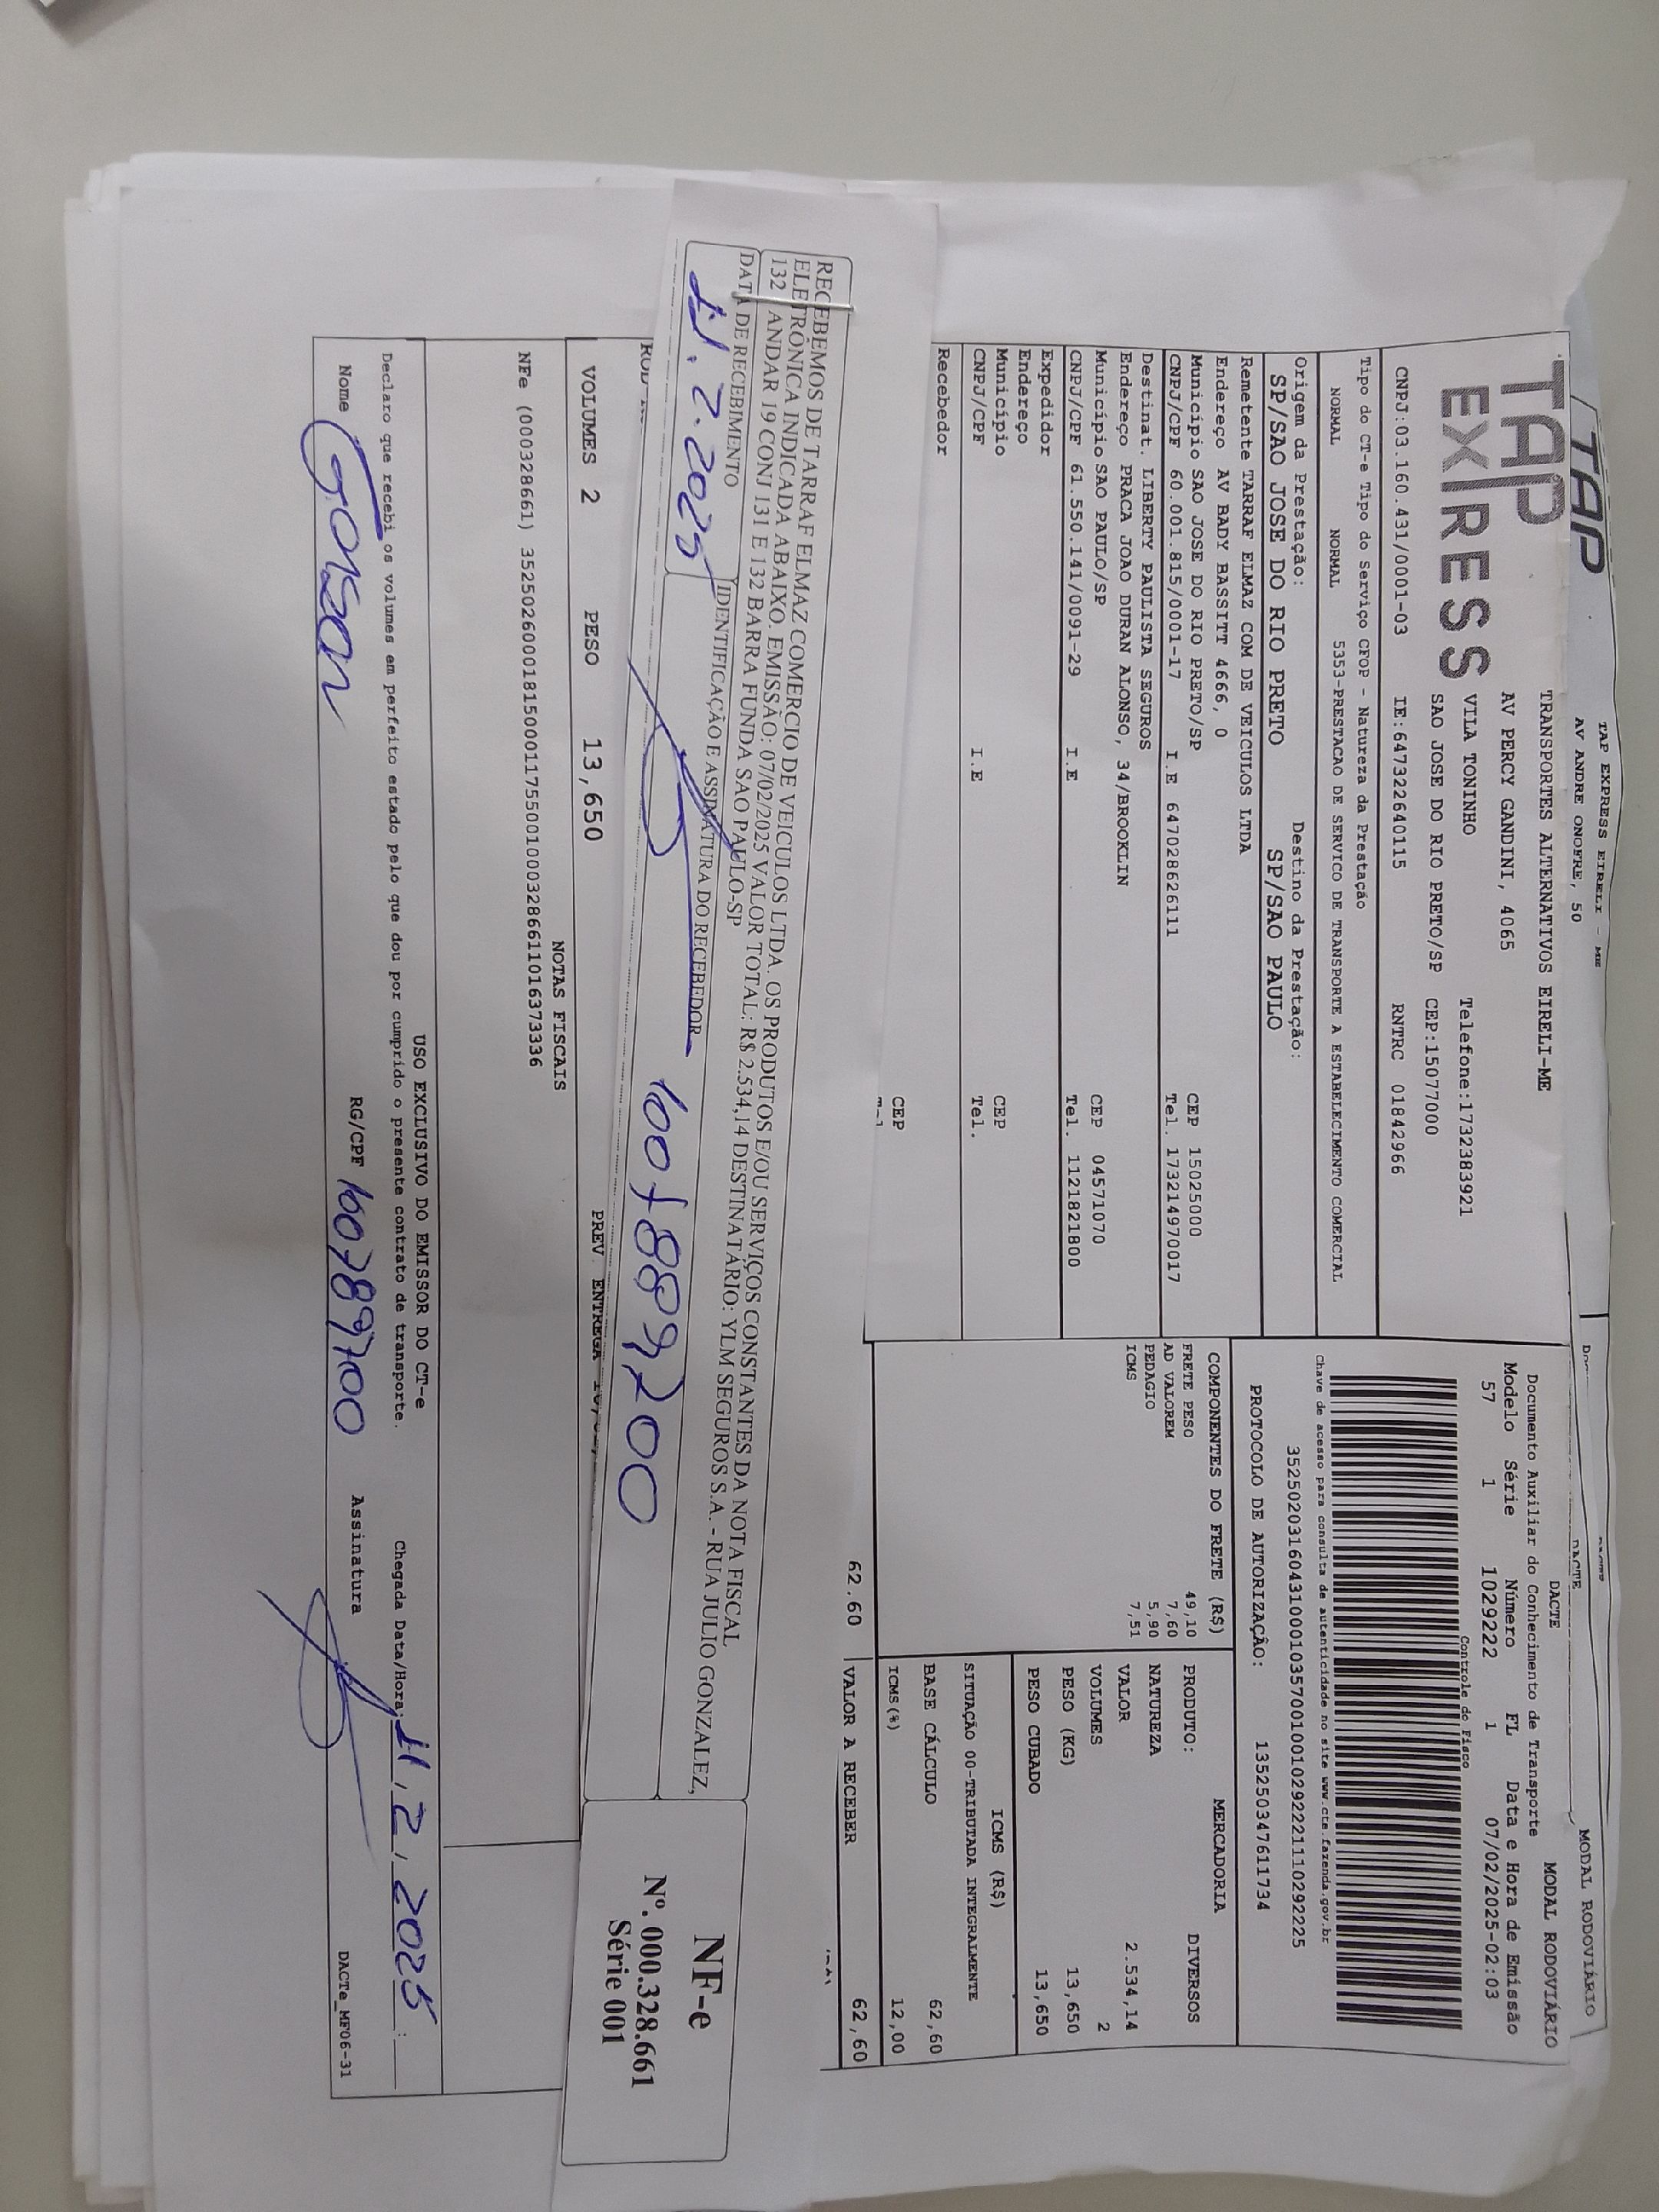 TAP
TAP EXPRESS EIRELI - ME
AV ANDRE ONOFRE, 50
DACTE
MODAL RODOVIÁRIO
TAP
EXPRESS
TRANSPORTES ALTERNATIVOS EIRELI-ME
AV PERCY GANDINI, 4065
VILA TONINHO Telefone:1732383921
SAO JOSE DO RIO PRETO/SP CEP:15077000
CNPJ:03.160.431/0001-03 IE:647322640115 RNTRC 01842966
DACTE MODAL RODOVIÁRIO
Documento Auxiliar do Conhecimento de Transporte
Modelo Série Número FL Data e Hora de Emissão
57 1 1029222 1 07/02/2025-02:03
Controle do Fisco
Chave de acesso para consulta de autenticidade no site www.cte.fazenda.gov.br
35250203160431000103570010010292221110292225
PROTOCOLO DE AUTORIZAÇÃO: 135250347611734
Tipo do CT-e Tipo do Serviço CFOP - Natureza da Prestação
NORMAL NORMAL 5353-PRESTACAO DE SERVICO DE TRANSPORTE A ESTABELECIMENTO COMERCIAL
Origem da Prestação: Destino da Prestação:
SP/SAO JOSE DO RIO PRETO SP/SAO PAULO
Remetente TARRAF ELMAZ COM DE VEICULOS LTDA
Endereço AV BADY BASSITT 4666, 0
Município SAO JOSE DO RIO PRETO/SP CEP 15025000
CNPJ/CPF 60.001.815/0001-17 I.E 647028626111 Tel. 173214970017
Destinat. LIBERTY PAULISTA SEGUROS
Endereço PRACA JOAO DURAN ALONSO, 34/BROOKLIN
Município SAO PAULO/SP CEP 04571070
CNPJ/CPF 61.550.141/0091-29 I.E Tel. 1121821800
Expedidor
Endereço
Município CEP
CNPJ/CPF I.E Tel.
Recebedor
CEP
COMPONENTES DO FRETE (R$)
FRETE PESO 49,10
AD VALOREM 7,60
PEDAGIO 5,90
ICMS 7,51
62.60
MERCADORIA
PRODUTO: DIVERSOS
NATUREZA
VALOR 2.534,14
VOLUMES 2
PESO (KG) 13,650
PESO CUBADO 13,650
ICMS (R$)
SITUAÇÃO 00-TRIBUTADA INTEGRALMENTE
BASE CÁLCULO 62,60
ICMS(%) 12,00
VALOR A RECEBER 62,60
RECEBEMOS DE TARRAF ELMAZ COMERCIO DE VEICULOS LTDA. OS PRODUTOS E/OU SERVIÇOS CONSTANTES DA NOTA FISCAL
ELETRÔNICA INDICADA ABAIXO. EMISSÃO: 07/02/2025 VALOR TOTAL: R$ 2.534,14 DESTINATÁRIO: YLM SEGUROS S.A. - RUA JULIO GONZALEZ,
132 ANDAR 19 CONJ 131 E 132 BARRA FUNDA SAO PAULO-SP
DATA DE RECEBIMENTO IDENTIFICAÇÃO E ASSINATURA DO RECEBEDOR
11.2.2025 1007889200
NF-e
Nº. 000.328.661
Série 001
VOLUMES 2 PESO 13,650 PREV. ENTREGA
NOTAS FISCAIS
NFe (000328661) 35250260001815000117550010003286611016373336
USO EXCLUSIVO DO EMISSOR DO CT-e
Declaro que recebi os volumes em perfeito estado pelo que dou por cumprido o presente contrato de transporte. Chegada Data/Hora: 11,2,2025 :
Nome RG/CPF Assinatura
DACTe_MF06-31